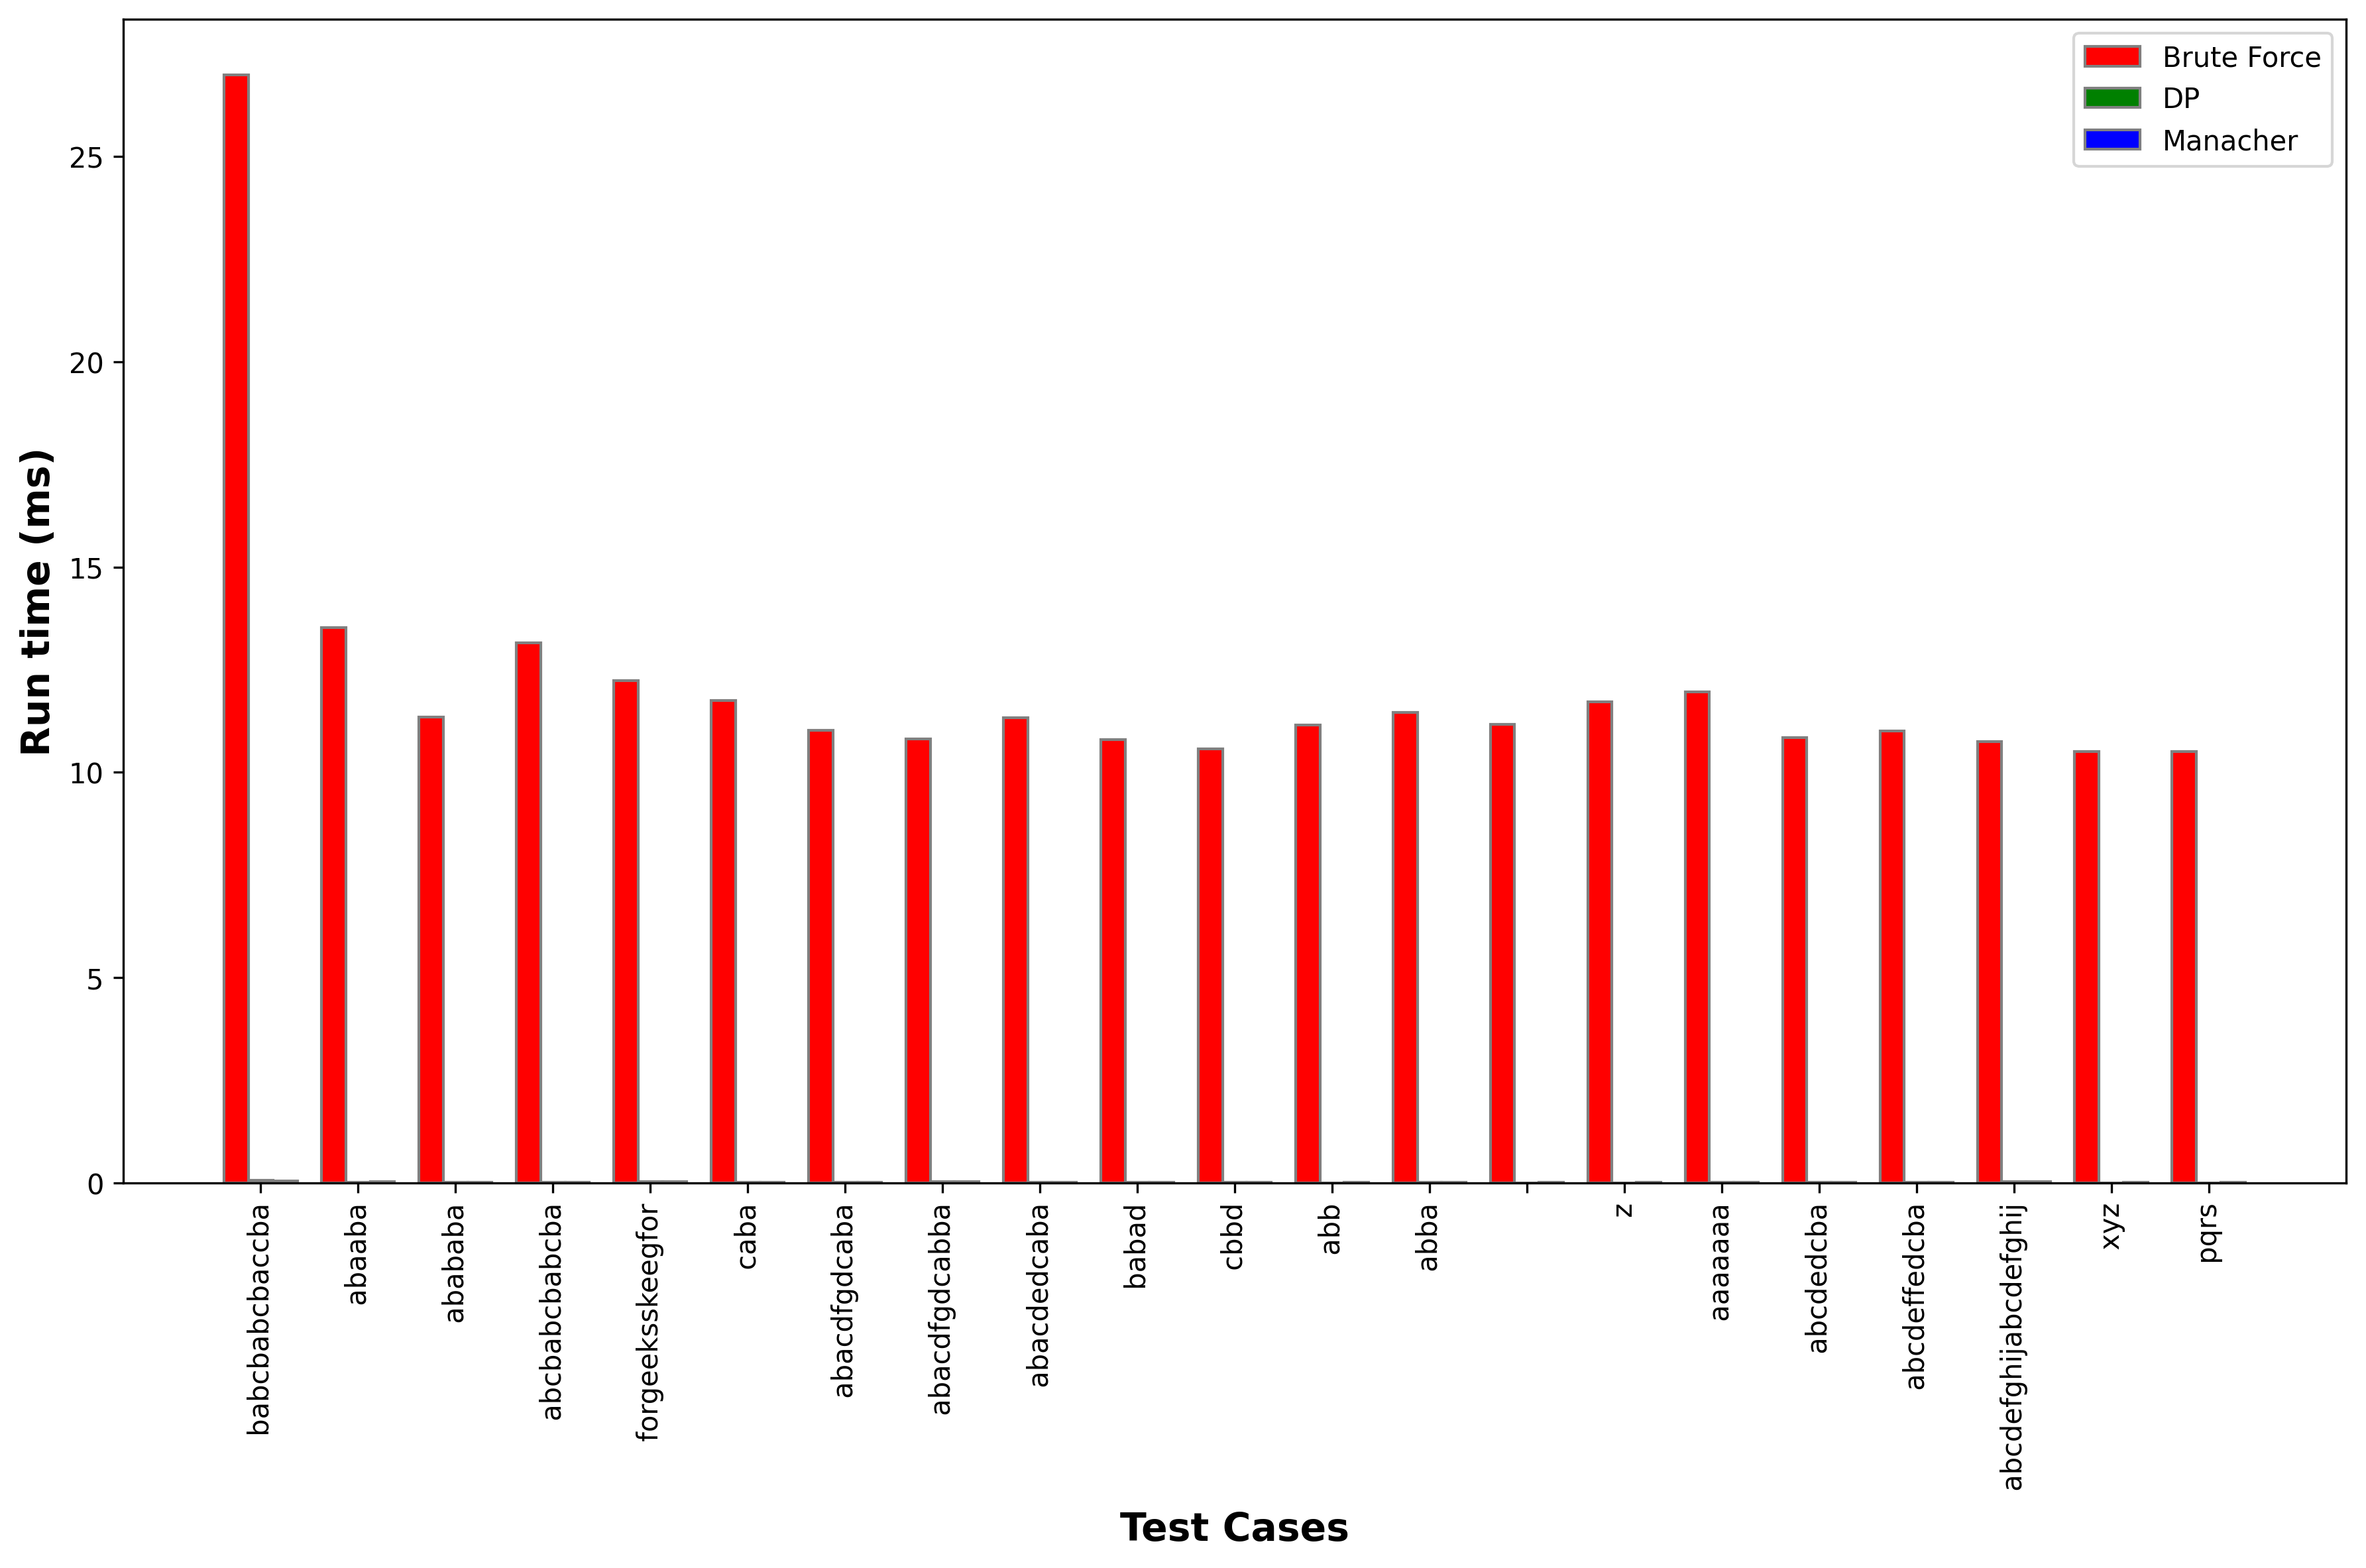 Brute Force
DP
Manacher
Run time (ms)
25
20
15
10
5
0
babcbabcbaccba
abaaba
abababa
abcbabcbabcba
forgeeksskeegfor
caba
abacdfgdcaba
abacdfgdcabba
abacdedcaba
babad
cbbd
abb
abba
z
aaaaaaa
abcdedcba
abcdeffedcba
abcdefghijabcdefghij
xyz
pqrs
Test Cases